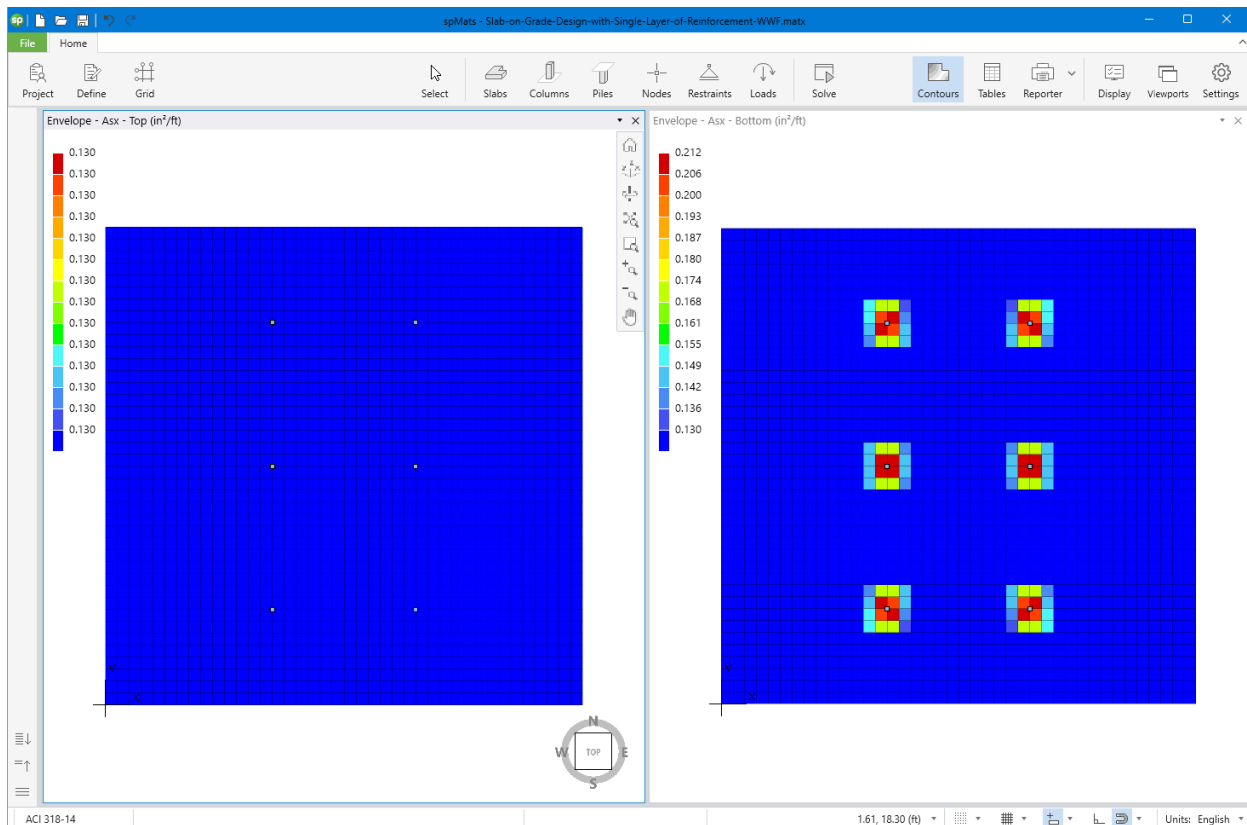 sp
spMats - Slab-on-Grade-Design-with-Single-Layer-of-Reinforcement-WWF.matx
File Home
Project Define Grid Select Slabs Columns Piles Nodes Restraints Loads Solve Contours Tables Reporter Display Viewports Settings
Envelope - Asx - Top (in²/ft)
0.130
0.130
0.130
0.130
0.130
0.130
0.130
0.130
0.130
0.130
0.130
0.130
0.130
0.130
Y
X
N
W TOP E
S
Envelope - Asx - Bottom (in²/ft)
0.212
0.206
0.200
0.193
0.187
0.180
0.174
0.168
0.161
0.155
0.149
0.142
0.136
0.130
Y
X
ACI 318-14 1.61, 18.30 (ft) Units: English